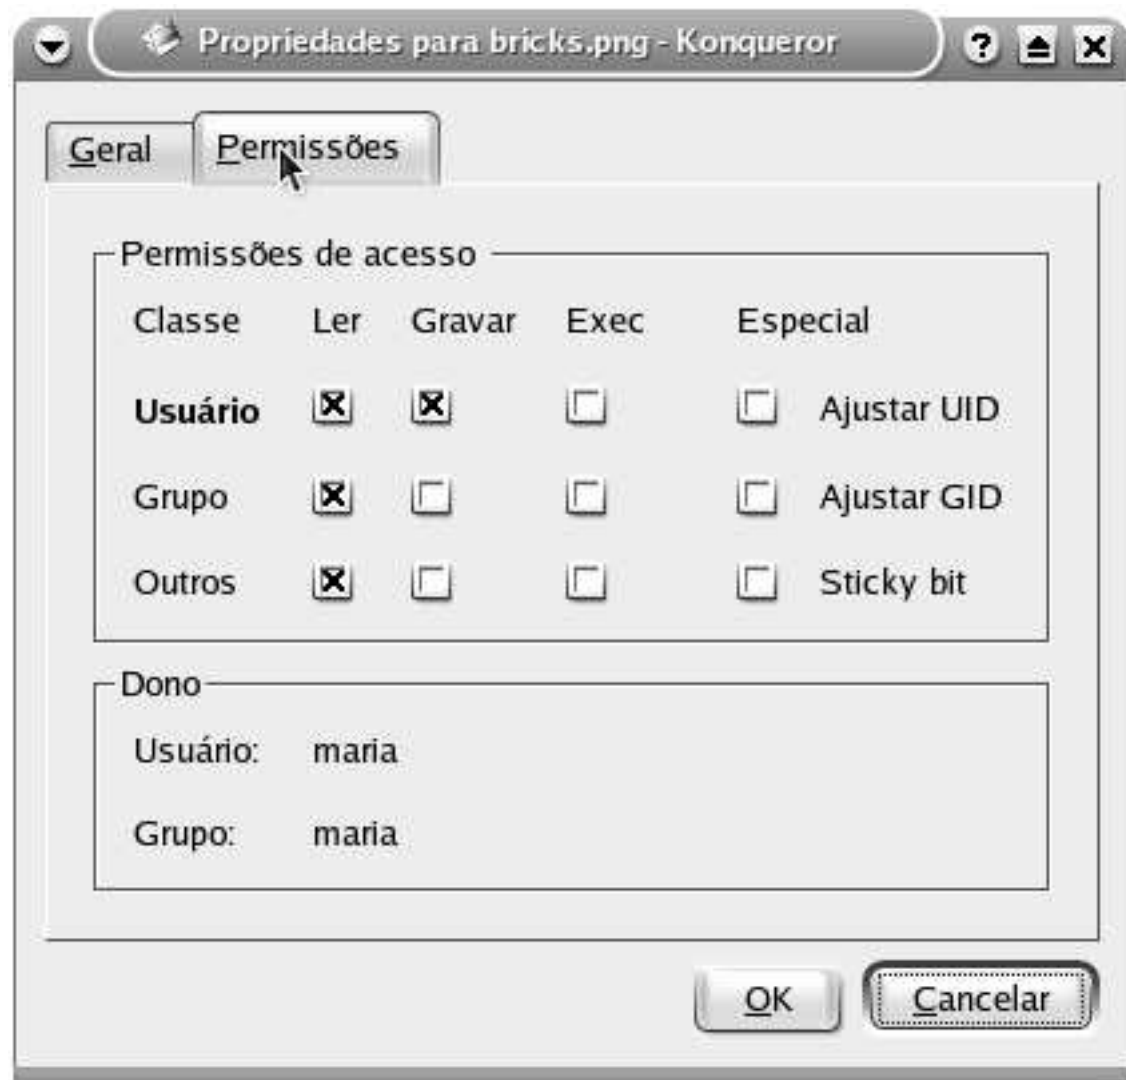 Propriedades para bricks.png - Konqueror
Geral Permissões
Permissões de acesso
Classe Ler Gravar Exec Especial
Usuário Ajustar UID
Grupo Ajustar GID
Outros Sticky bit
Dono
Usuário: maria
Grupo: maria
OK Cancelar